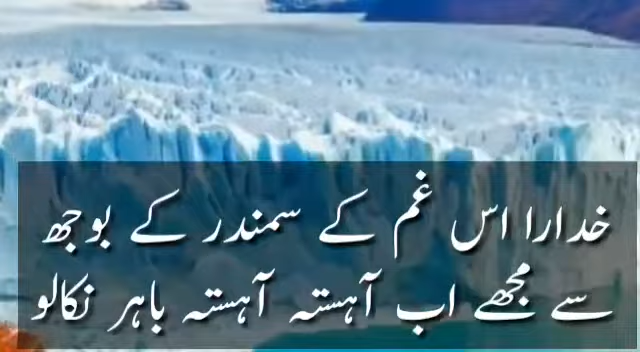 خدارا اس غم کے سمندر کے بوجھ
سے مجھے اب آہستہ آہستہ باہر نکالو